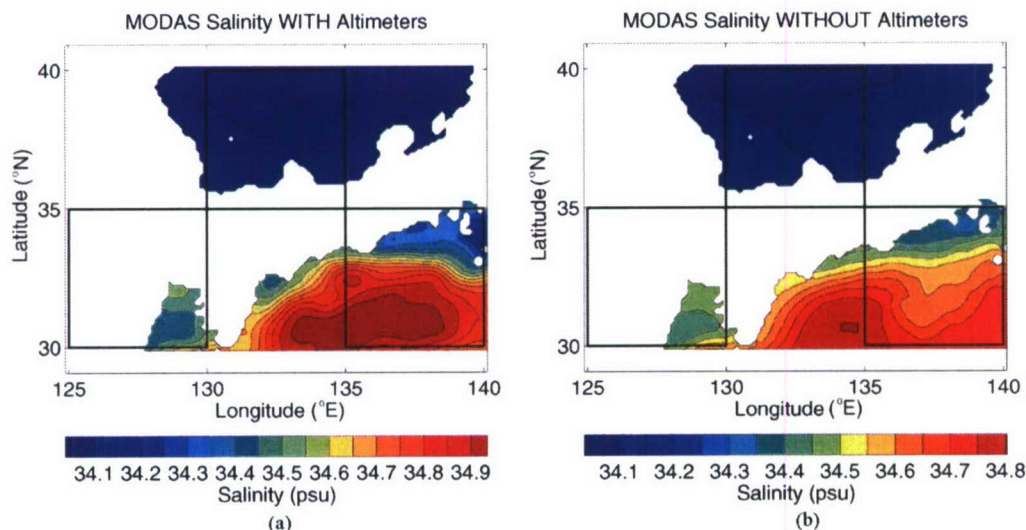 MODAS Salinity WITH Altimeters
40
35
30
Latitude (°N)
125 130 135 140
Longitude (°E)
34.1 34.2 34.3 34.4 34.5 34.6 34.7 34.8 34.9
Salinity (psu)
(a)
MODAS Salinity WITHOUT Altimeters
40
35
30
Latitude (°N)
125 130 135 140
Longitude (°E)
34.1 34.2 34.3 34.4 34.5 34.6 34.7 34.8
Salinity (psu)
(b)